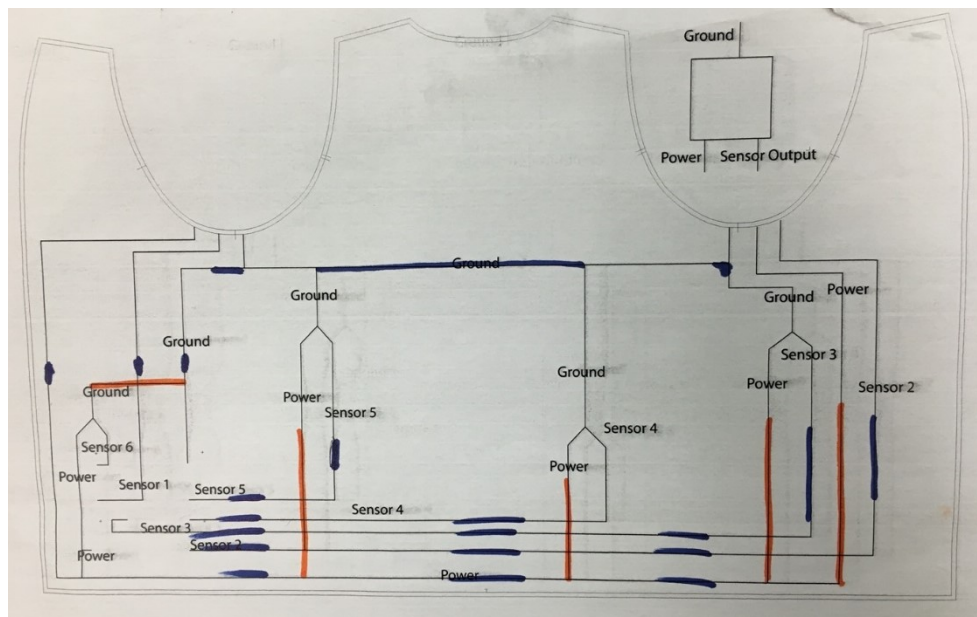 Ground
Power Sensor Output
Ground
Ground
Ground Power
Ground
Sensor 3
Ground
Power
Sensor 2
Ground
Power
Sensor 5
Sensor 4
Sensor 6
Power
Power
Sensor 1
Sensor 5
Sensor 4
Sensor 3
Sensor 2
Power
Power